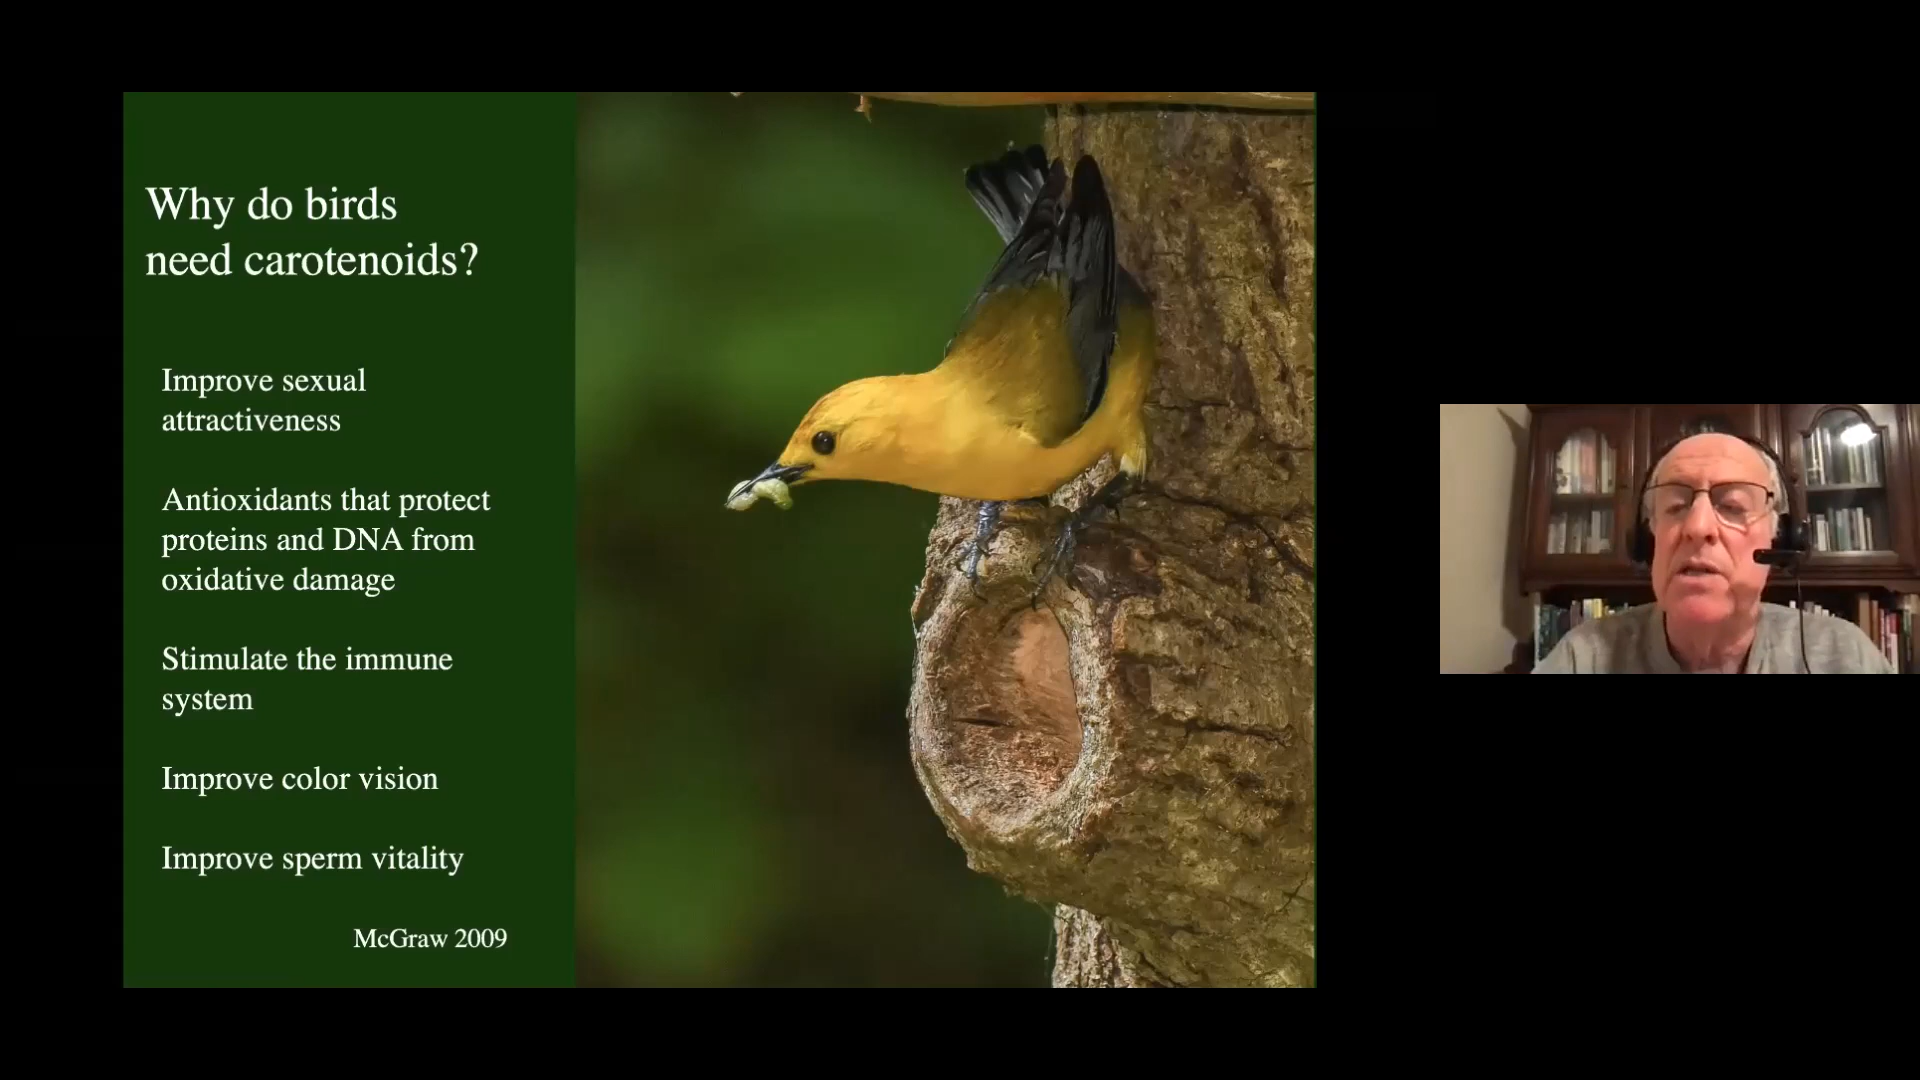 Why do birds
need carotenoids?
Improve sexual
attractiveness
Antioxidants that protect
proteins and DNA from
oxidative damage
Stimulate the immune
system
Improve color vision
Improve sperm vitality
McGraw 2009